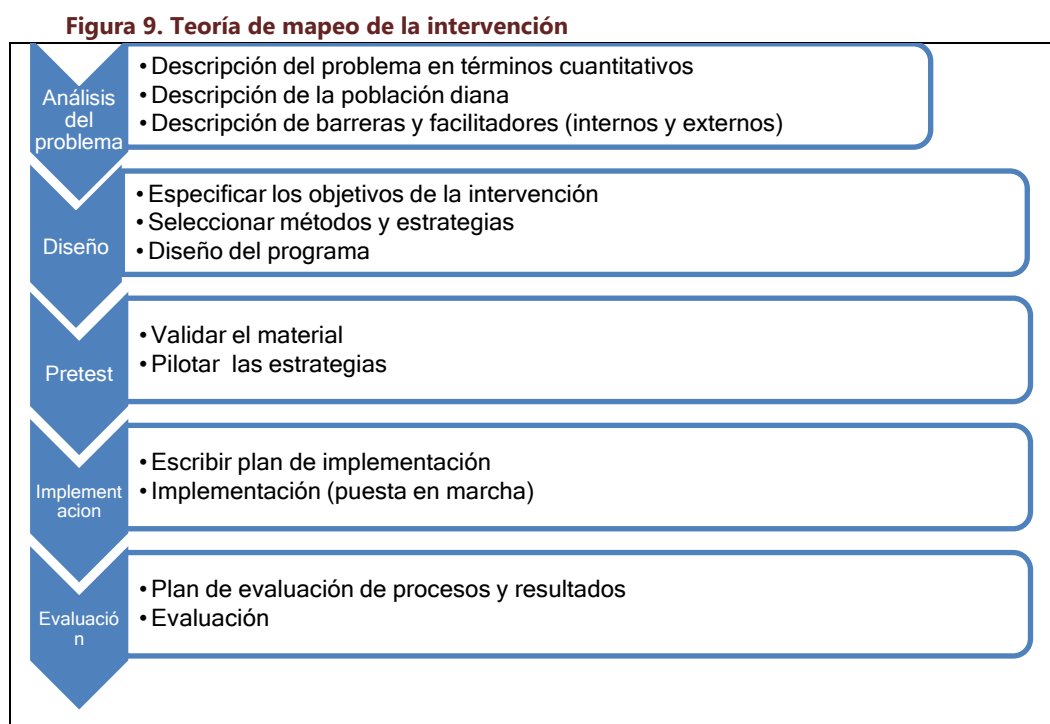 Figura 9. Teoría de mapeo de la intervención
Análisis
del
problema
• Descripción del problema en términos cuantitativos
• Descripción de la población diana
• Descripción de barreras y facilitadores (internos y externos)
Diseño
• Especificar los objetivos de la intervención
• Seleccionar métodos y estrategias
• Diseño del programa
Pretest
• Validar el material
• Pilotar las estrategias
Implement
acion
• Escribir plan de implementación
• Implementación (puesta en marcha)
Evaluació
n
• Plan de evaluación de procesos y resultados
• Evaluación